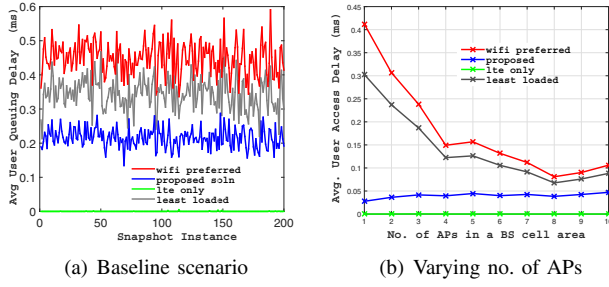 Avg User Queuing Delay (ms)
0.6
0.5
0.4
0.3
0.2
0.1
0
wifi preferred
proposed soln
lte only
least loaded
0 50 100 150 200
Snapshot Instance
(a) Baseline scenario
Avg. User Access Delay (ms)
0.45
0.4
0.35
0.3
0.25
0.2
0.15
0.1
0.05
0
wifi preferred
proposed
lte only
least loaded
1 2 3 4 5 6 7 8 9 10
No. of APs in a BS cell area
(b) Varying no. of APs